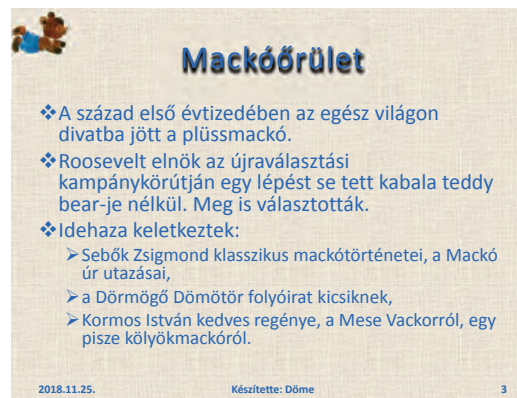 Mackóőrület
❖A század első évtizedében az egész világon
divatba jött a plüssmackó.
❖Roosevelt elnök az újraválasztási
kampánykörútján egy lépést se tett kabala teddy
bear-je nélkül. Meg is választották.
❖Idehaza keletkeztek:
➢Sebők Zsigmond klasszikus mackótörténetei, a Mackó
úr utazásai,
➢a Dörmögő Dömötör folyóirat kicsiknek,
➢Kormos István kedves regénye, a Mese Vackorról, egy
pisze kölyökmackóról.
2018.11.25. Készítette: Döme 3